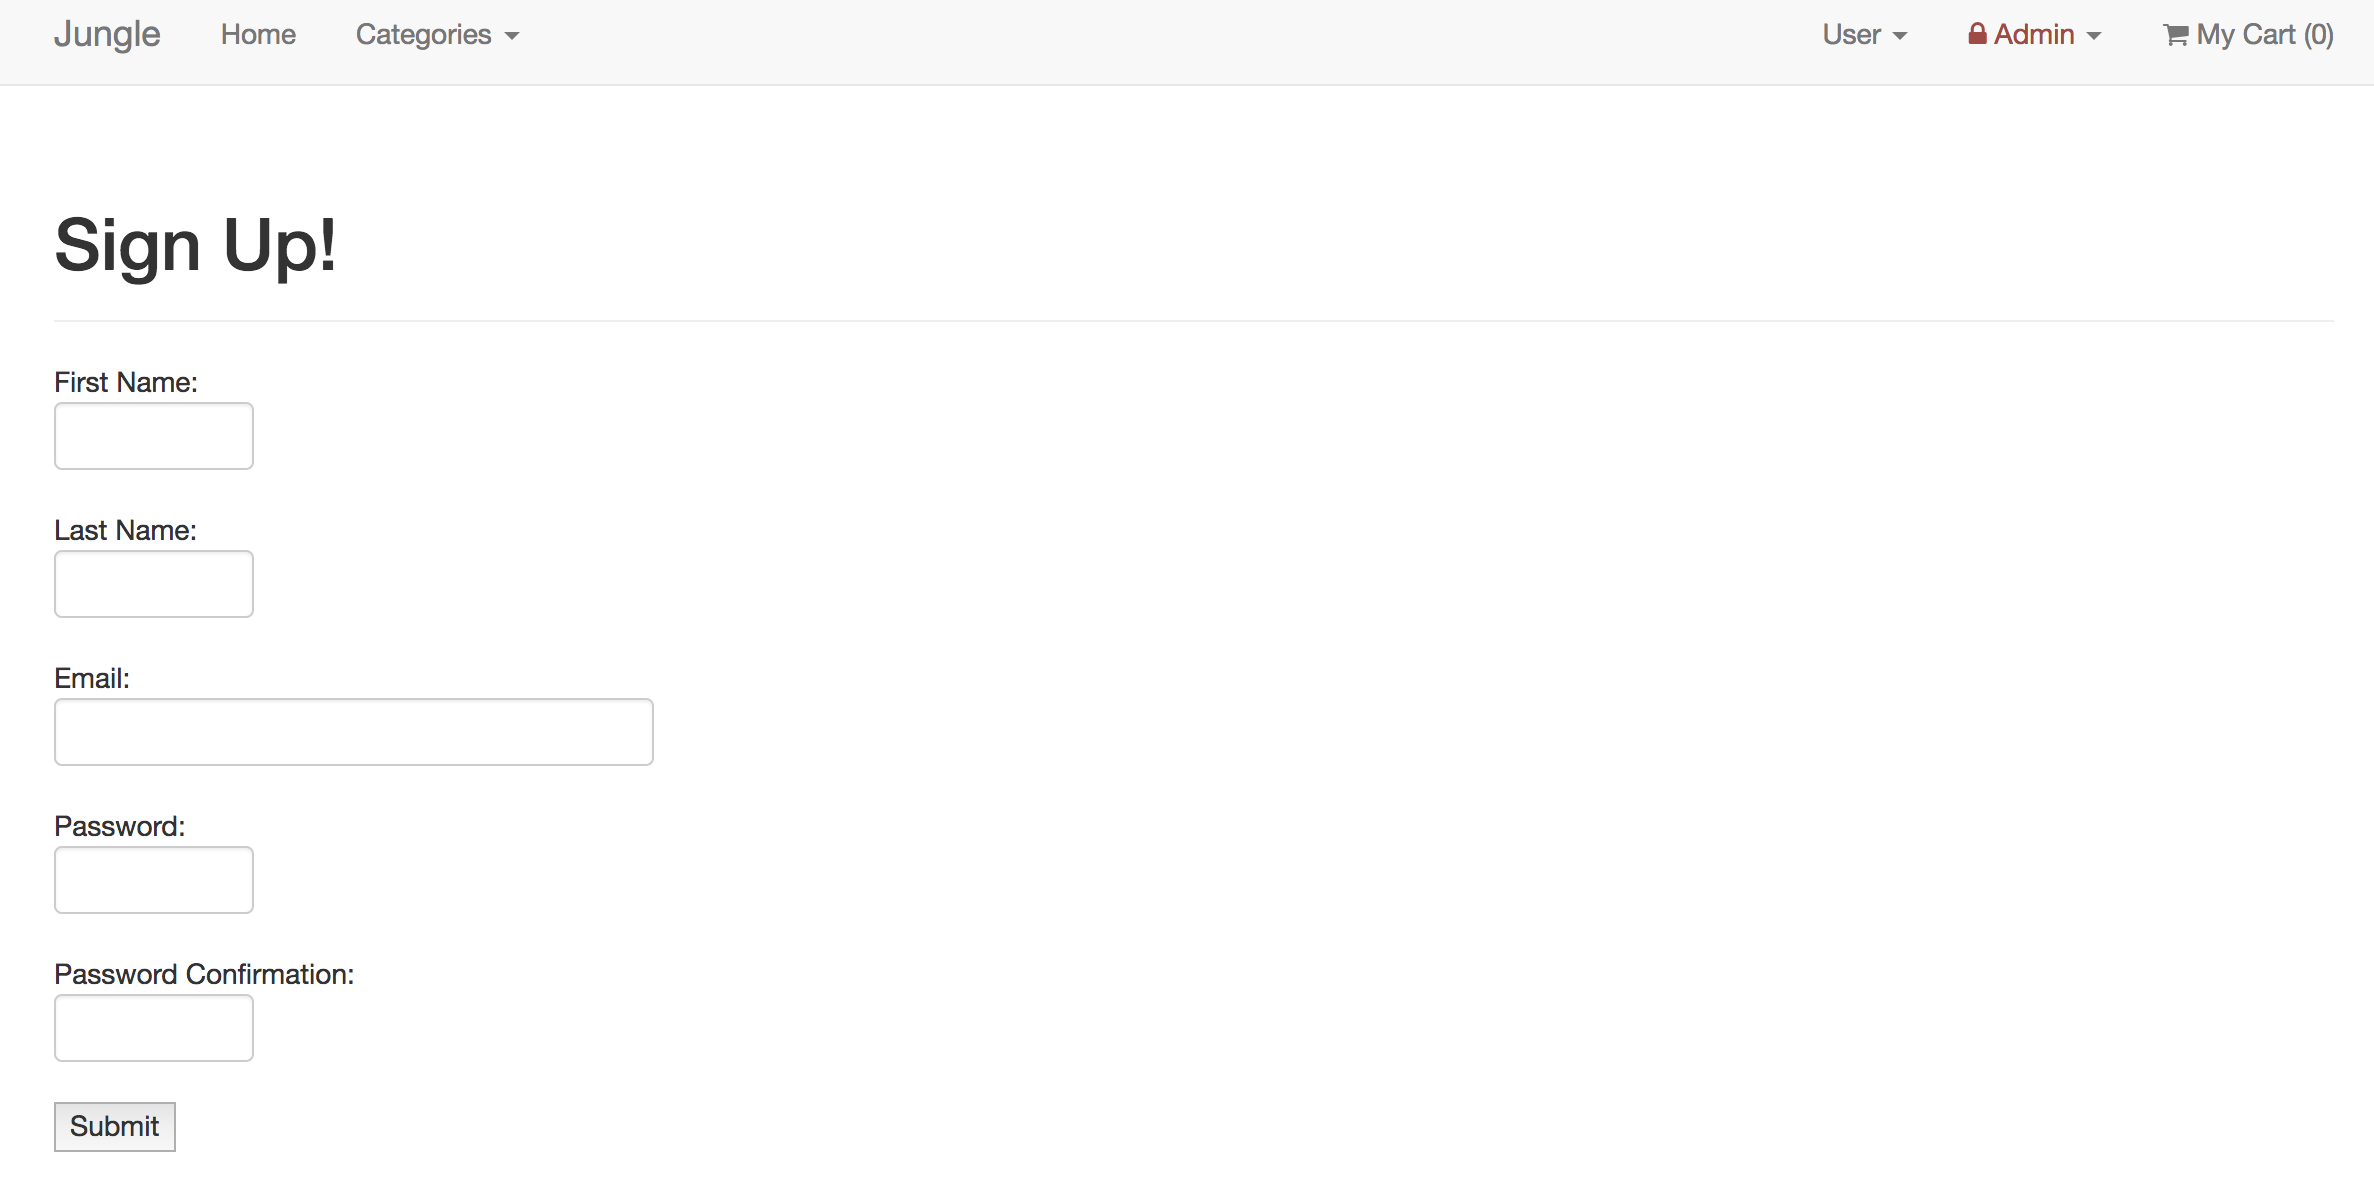 Jungle Home Categories User Admin My Cart (0)
Sign Up!
First Name:
Last Name:
Email:
Password:
Password Confirmation:
Submit